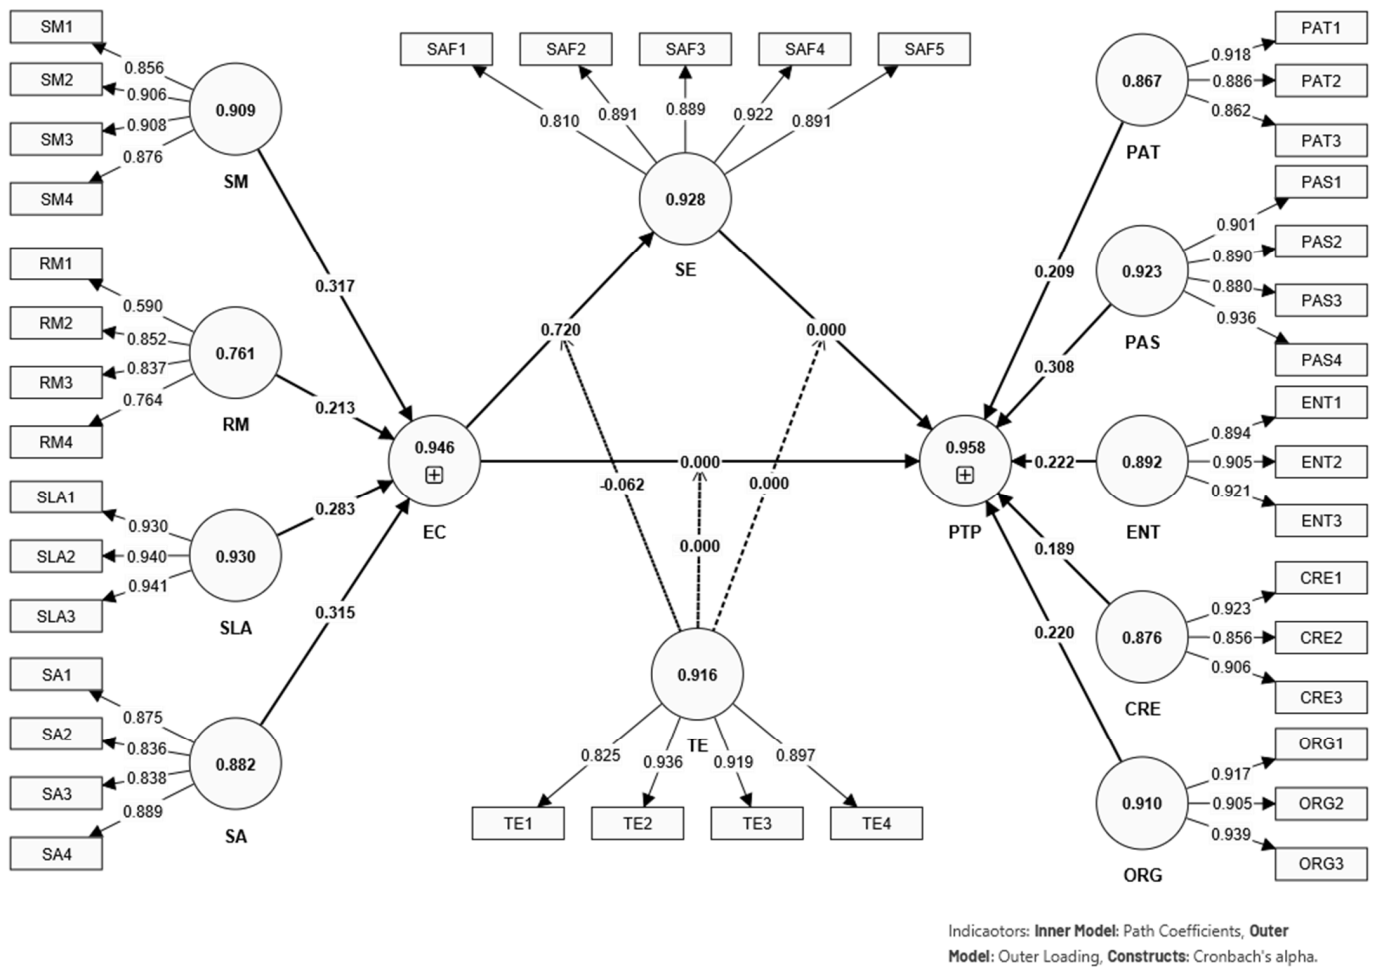 SM1
0.856
SM2
0.906
SM3
0.908
0.876
SM4
0.909
SM
RM1
0.590
RM2
0.852
RM3
0.837
0.764
RM4
0.761
RM
SLA1
0.930
SLA2
0.940
0.941
SLA3
0.930
SLA
SA1
0.875
SA2
0.836
0.838
SA3
0.889
SA4
0.882
SA
0.317
0.213
0.283
0.315
0.946
EC
SAF1
SAF2
SAF3
SAF4
SAF5
0.810
0.891
0.889
0.922
0.891
0.928
SE
0.720
0.000
0.000
-0.062
0.000
0.000
0.916
TE
0.825
0.936
0.919
0.897
TE1
TE2
TE3
TE4
0.958
PTP
0.209
0.308
0.222
0.189
0.220
0.867
PAT
0.918
PAT1
0.886
PAT2
0.862
PAT3
0.923
PAS
PAS1
0.901
PAS2
0.890
0.880
PAS3
0.936
PAS4
0.892
ENT
ENT1
0.894
0.905
ENT2
0.921
ENT3
0.876
CRE
CRE1
0.923
0.856
CRE2
0.906
CRE3
0.910
ORG
ORG1
0.917
0.905
ORG2
0.939
ORG3
Indicaotors: Inner Model: Path Coefficients, Outer
Model: Outer Loading, Constructs: Cronbach's alpha.